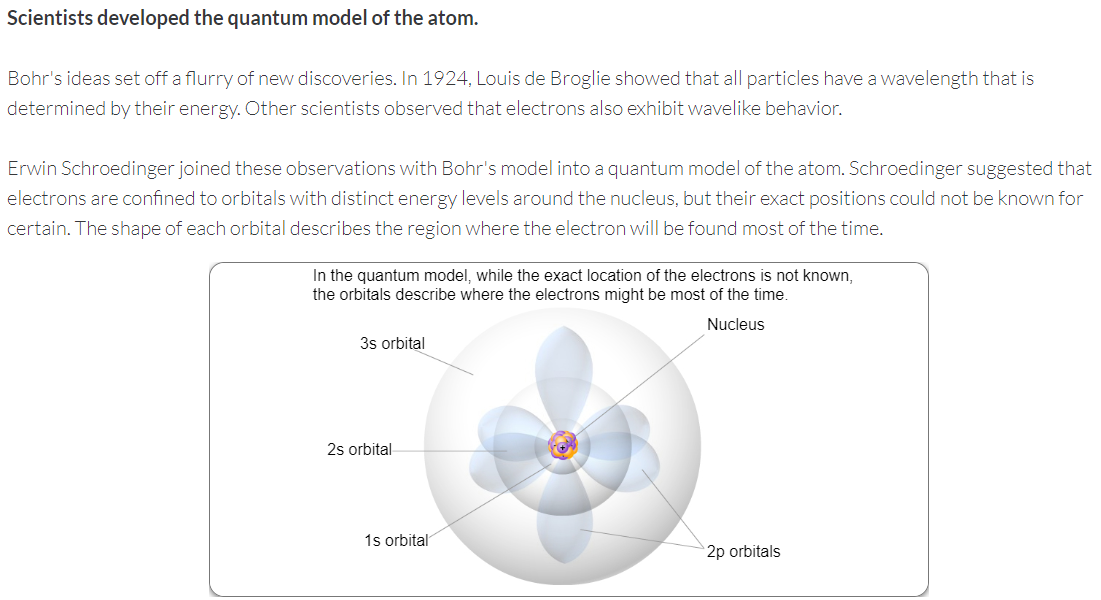 Scientists developed the quantum model of the atom.
Bohr's ideas set off a flurry of new discoveries. In 1924, Louis de Broglie showed that all particles have a wavelength that is
determined by their energy. Other scientists observed that electrons also exhibit wavelike behavior.
Erwin Schroedinger joined these observations with Bohr's model into a quantum model of the atom. Schroedinger suggested that
electrons are confined to orbitals with distinct energy levels around the nucleus, but their exact positions could not be known for
certain. The shape of each orbital describes the region where the electron will be found most of the time.
In the quantum model, while the exact location of the electrons is not known,
the orbitals describe where the electrons might be most of the time.
Nucleus
3s orbital
2s orbital
1s orbital
2p orbitals